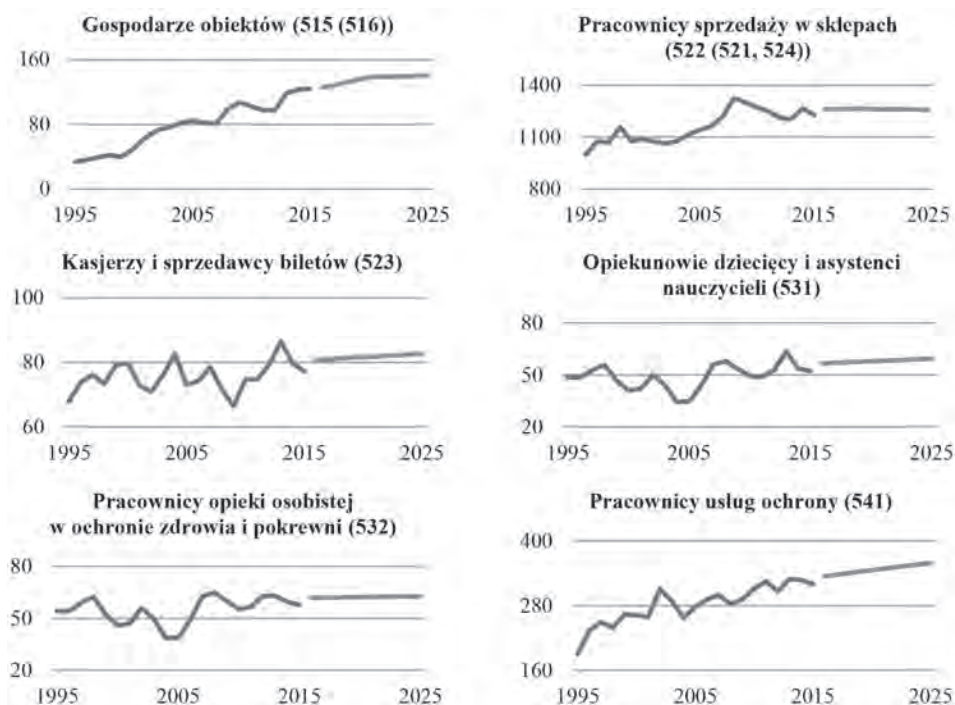 Gospodarze obiektów (515 (516))
160
80
0
1995 2005 2015 2025
Pracownicy sprzedaży w sklepach
(522 (521, 524))
1400
1100
800
1995 2005 2015 2025
Kasjerzy i sprzedawcy biletów (523)
100
80
60
1995 2005 2015 2025
Opiekunowie dziecięcy i asystenci
nauczycieli (531)
80
50
20
1995 2005 2015 2025
Pracownicy opieki osobistej
w ochronie zdrowia i pokrewni (532)
80
50
20
1995 2005 2015 2025
Pracownicy usług ochrony (541)
400
280
160
1995 2005 2015 2025